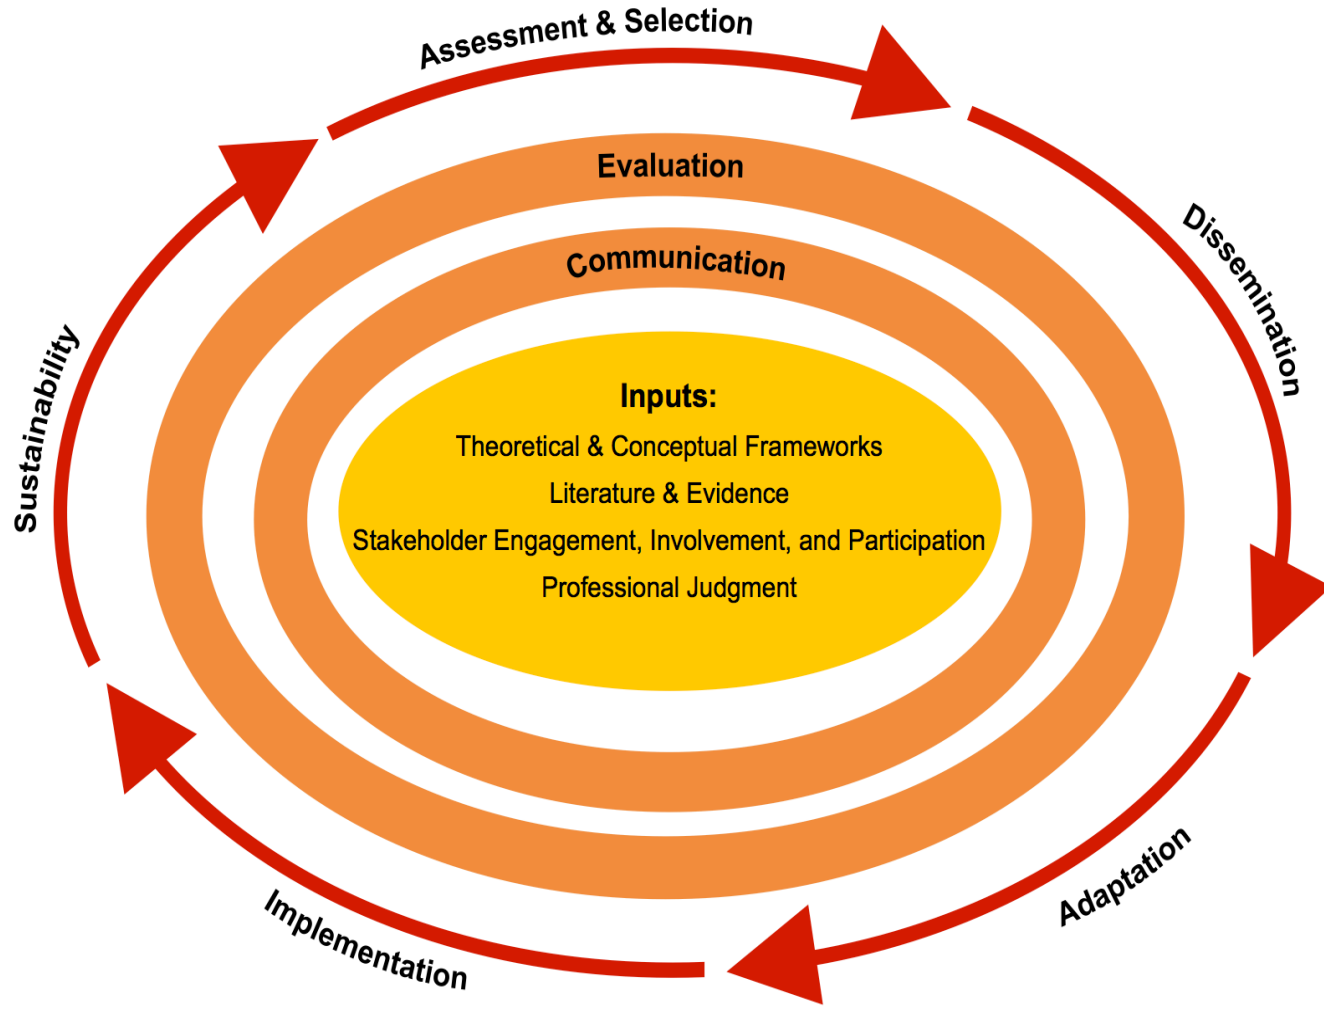 Assessment & Selection
Dissemination
Adaptation
Implementation
Sustainability
Evaluation
Communication
Inputs:
Theoretical & Conceptual Frameworks
Literature & Evidence
Stakeholder Engagement, Involvement, and Participation
Professional Judgment